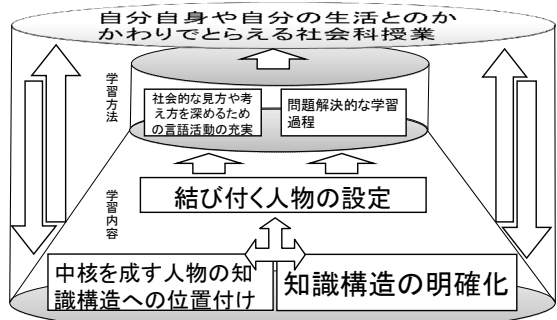 自分自身や自分の生活とのか
かわりでとらえる社会科授業
学習方法
社会的な見方や考
え方を深めるため
の言語活動の充実
問題解決的な学習
過程
結び付く人物の設定
学習内容
中核を成す人物の知
識構造への位置付け
知識構造の明確化